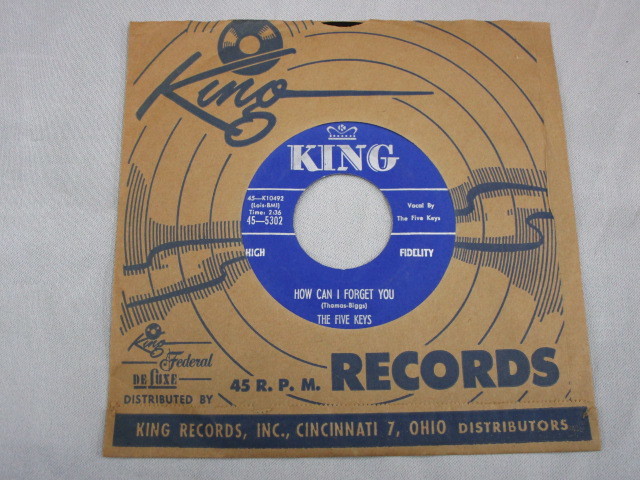 King
KING
45—K10492
(Lois-BMI)
Time: 2:36
45—5302
Vocal By
The Five Keys
HIGH FIDELITY
HOW CAN I FORGET YOU
(Thomas-Biggs)
THE FIVE KEYS
King
Federal
DE LUXE
DISTRIBUTED BY
45 R. P. M. RECORDS
KING RECORDS, INC., CINCINNATI 7, OHIO DISTRIBUTORS